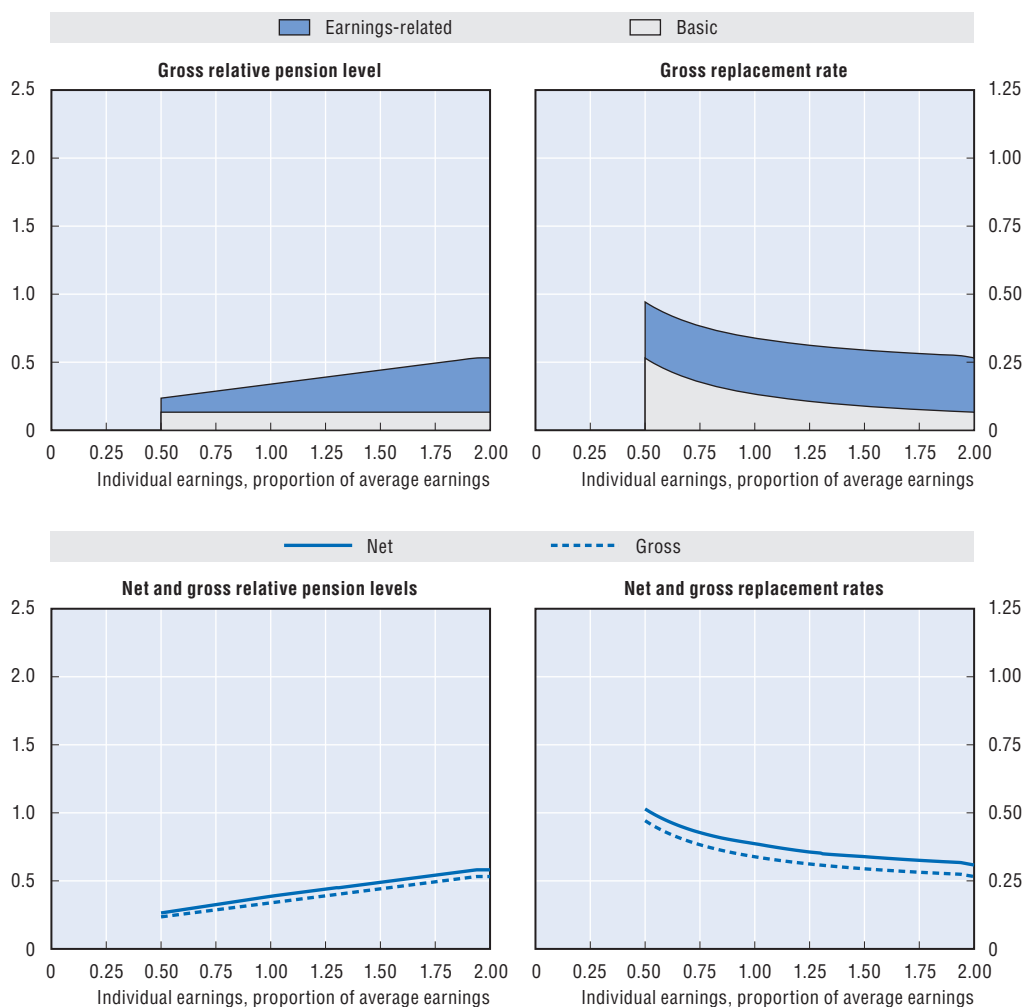 Earnings-related Basic
Gross relative pension level Gross replacement rate
2.5 1.25
2.0 1.00
1.5 0.75
1.0 0.50
0.5 0.25
0 0
0 0.25 0.50 0.75 1.00 1.25 1.50 1.75 2.00 0 0.25 0.50 0.75 1.00 1.25 1.50 1.75 2.00
Individual earnings, proportion of average earnings Individual earnings, proportion of average earnings
Net Gross
Net and gross relative pension levels Net and gross replacement rates
2.5 1.25
2.0 1.00
1.5 0.75
1.0 0.50
0.5 0.25
0 0
0 0.25 0.50 0.75 1.00 1.25 1.50 1.75 2.00 0 0.25 0.50 0.75 1.00 1.25 1.50 1.75 2.00
Individual earnings, proportion of average earnings Individual earnings, proportion of average earnings